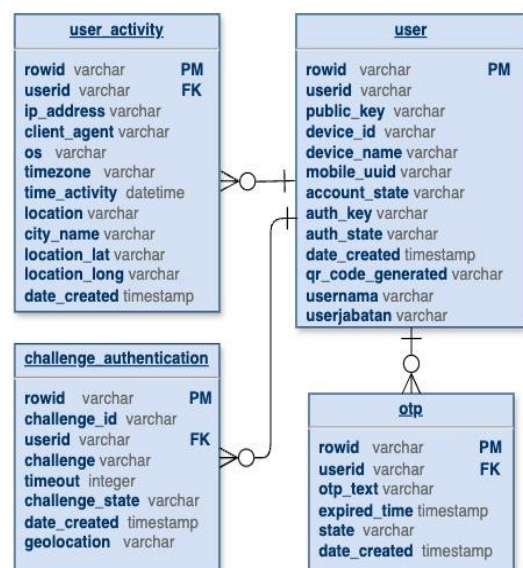 user_activity
rowid varchar PM
userid varchar FK
ip_address varchar
client_agent varchar
os varchar
timezone varchar
time_activity datetime
location varchar
city_name varchar
location_lat varchar
location_long varchar
date_created timestamp
user
rowid varchar PM
userid varchar
public_key varchar
device_id varchar
device_name varchar
mobile_uuid varchar
account_state varchar
auth_key varchar
auth_state varchar
date_created timestamp
qr_code_generated varchar
usernama varchar
userjabatan varchar
challenge_authentication
rowid varchar PM
challenge_id varchar
userid varchar FK
challenge varchar
timeout integer
challenge_state varchar
date_created timestamp
geolocation varchar
otp
rowid varchar PM
userid varchar FK
otp_text varchar
expired_time timestamp
state varchar
date_created timestamp